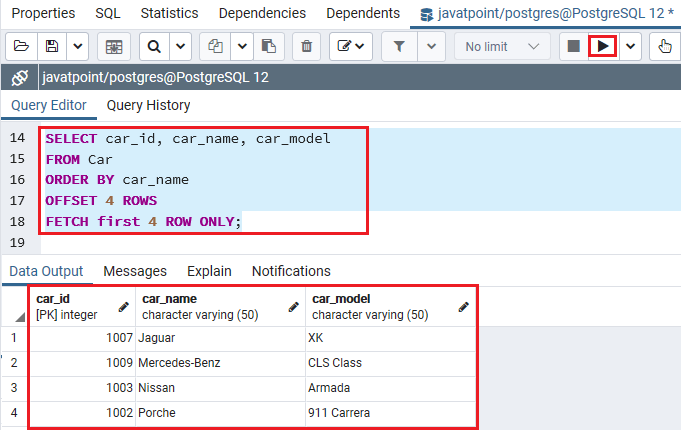 Properties SQL Statistics Dependencies Dependents javatpoint/postgres@PostgreSQL 12 *
No limit
javatpoint/postgres@PostgreSQL 12
Query Editor Query History
14 SELECT car_id, car_name, car_model
15 FROM Car
16 ORDER BY car_name
17 OFFSET 4 ROWS
18 FETCH first 4 ROW ONLY;
19
Data Output Messages Explain Notifications
car_id car_name car_model
[PK] integer character varying (50) character varying (50)
1 1007 Jaguar XK
2 1009 Mercedes-Benz CLS Class
3 1003 Nissan Armada
4 1002 Porche 911 Carrera